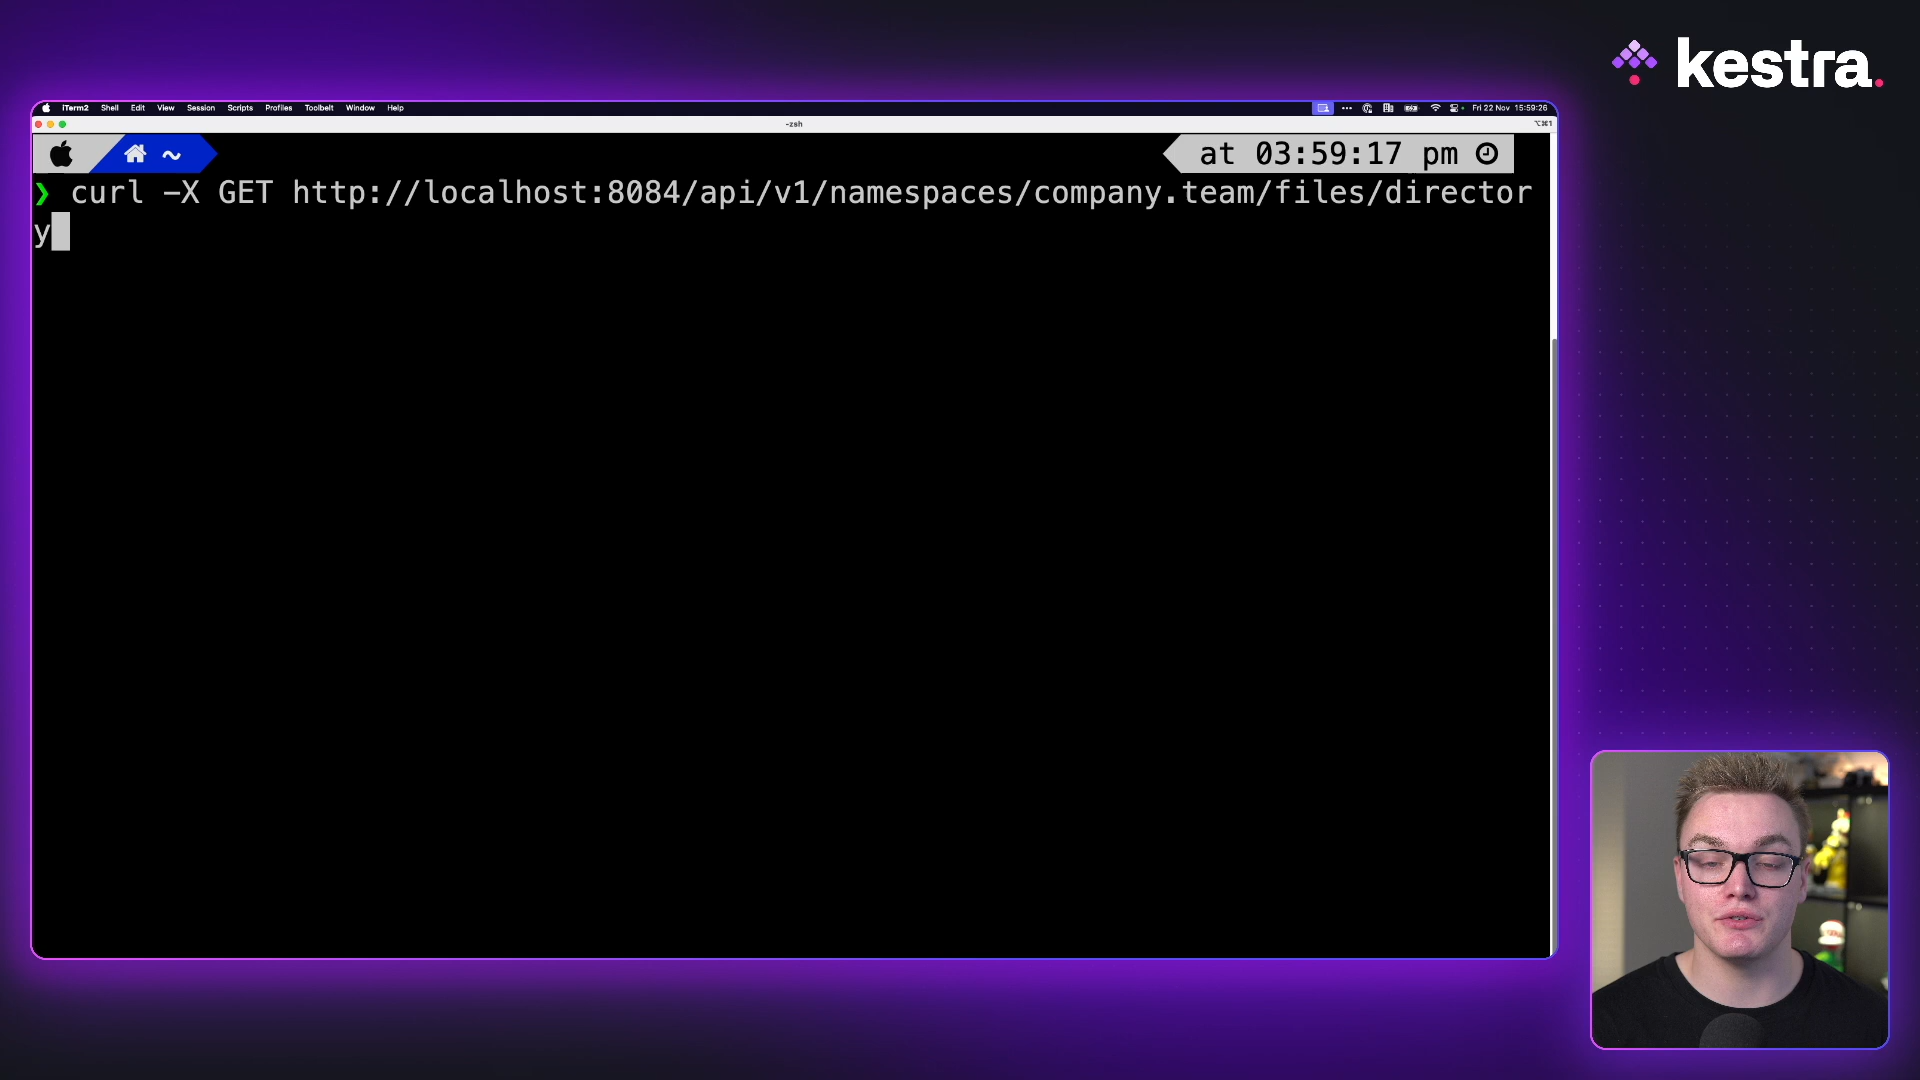 kestra.
iTerm2 Shell Edit View Session Scripts Profiles Toolbelt Window Help
Fri 22 Nov 15:59:26
-zsh
⌥⌘1
~
at 03:59:17 pm
❯ curl -X GET http://localhost:8084/api/v1/namespaces/company.team/files/director
y